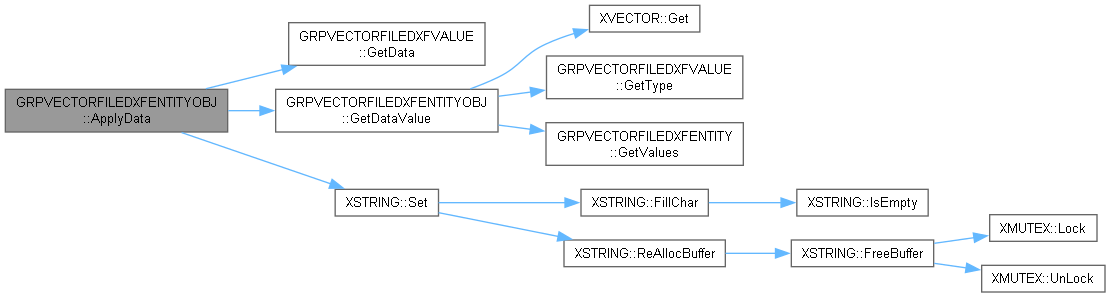 GRPVECTORFILEDXFENTITYOBJ
::ApplyData
GRPVECTORFILEDXFVALUE
::GetData
GRPVECTORFILEDXFENTITYOBJ
::GetDataValue
XSTRING::Set
XVECTOR::Get
GRPVECTORFILEDXFVALUE
::GetType
GRPVECTORFILEDXFENTITY
::GetValues
XSTRING::FillChar
XSTRING::IsEmpty
XSTRING::ReAllocBuffer
XSTRING::FreeBuffer
XMUTEX::Lock
XMUTEX::UnLock